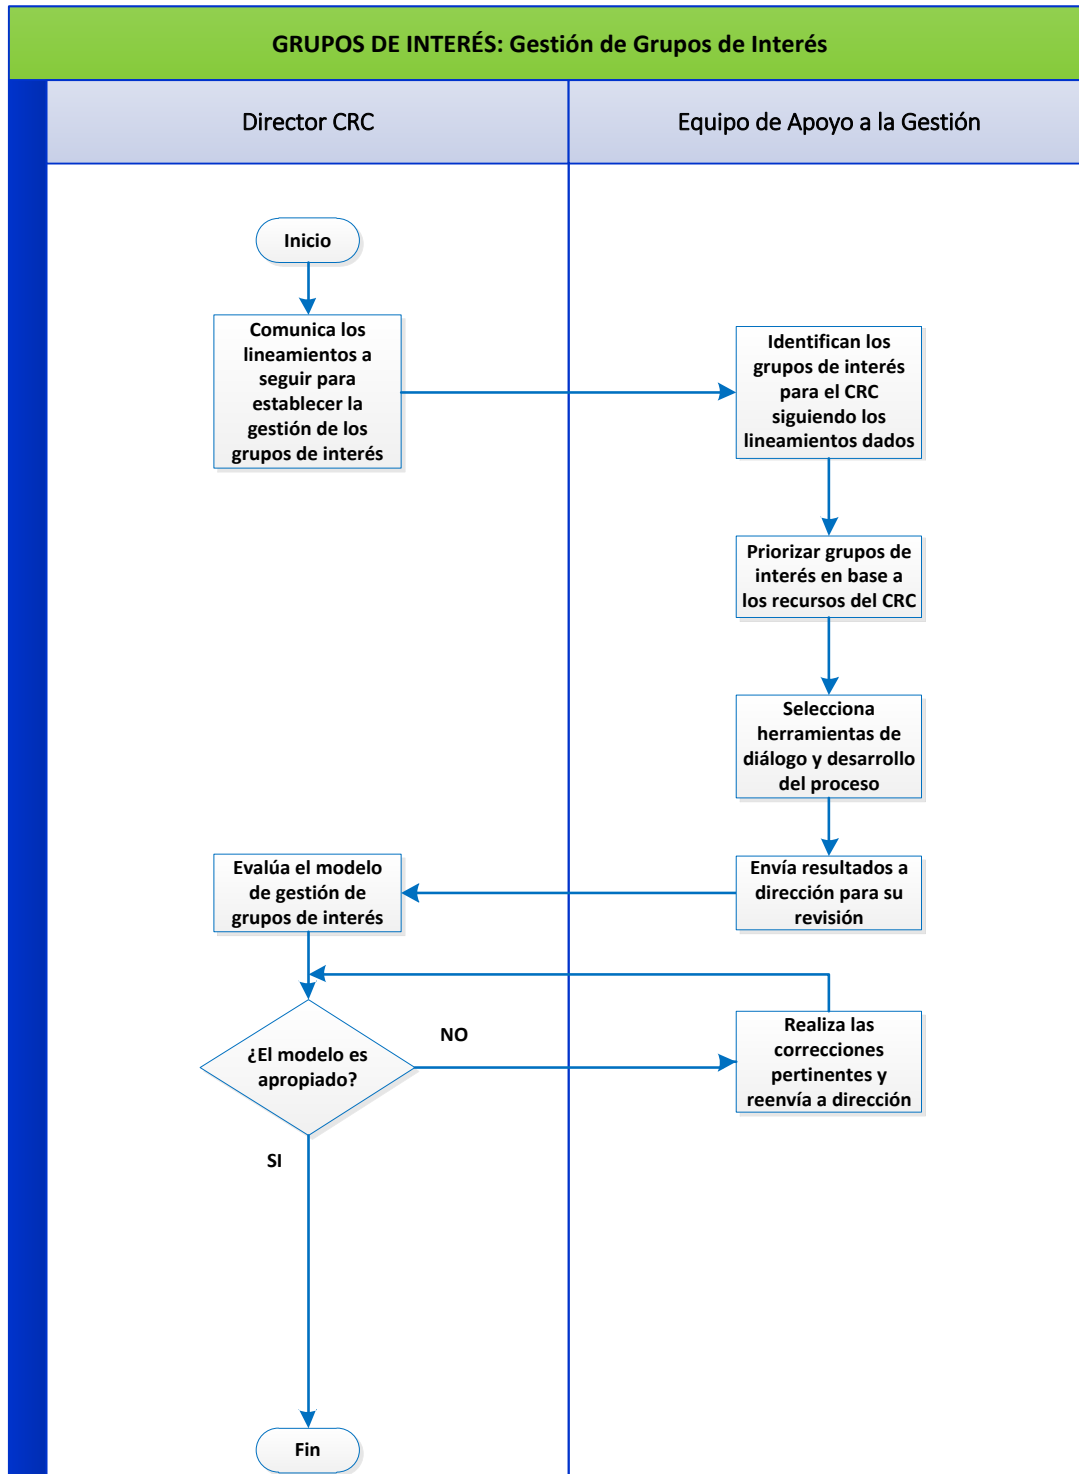 GRUPOS DE INTERÉS: Gestión de Grupos de Interés
Director CRC
Equipo de Apoyo a la Gestión
Inicio
Comunica los
lineamientos a
seguir para
establecer la
gestión de los
grupos de interés
Identifican los
grupos de interés
para el CRC
siguiendo los
lineamientos dados
Priorizar grupos de
interés en base a
los recursos del CRC
Selecciona
herramientas de
diálogo y desarrollo
del proceso
Envía resultados a
dirección para su
revisión
Evalúa el modelo
de gestión de
grupos de interés
¿El modelo es
apropiado?
NO
Realiza las
correcciones
pertinentes y
reenvía a dirección
SI
Fin